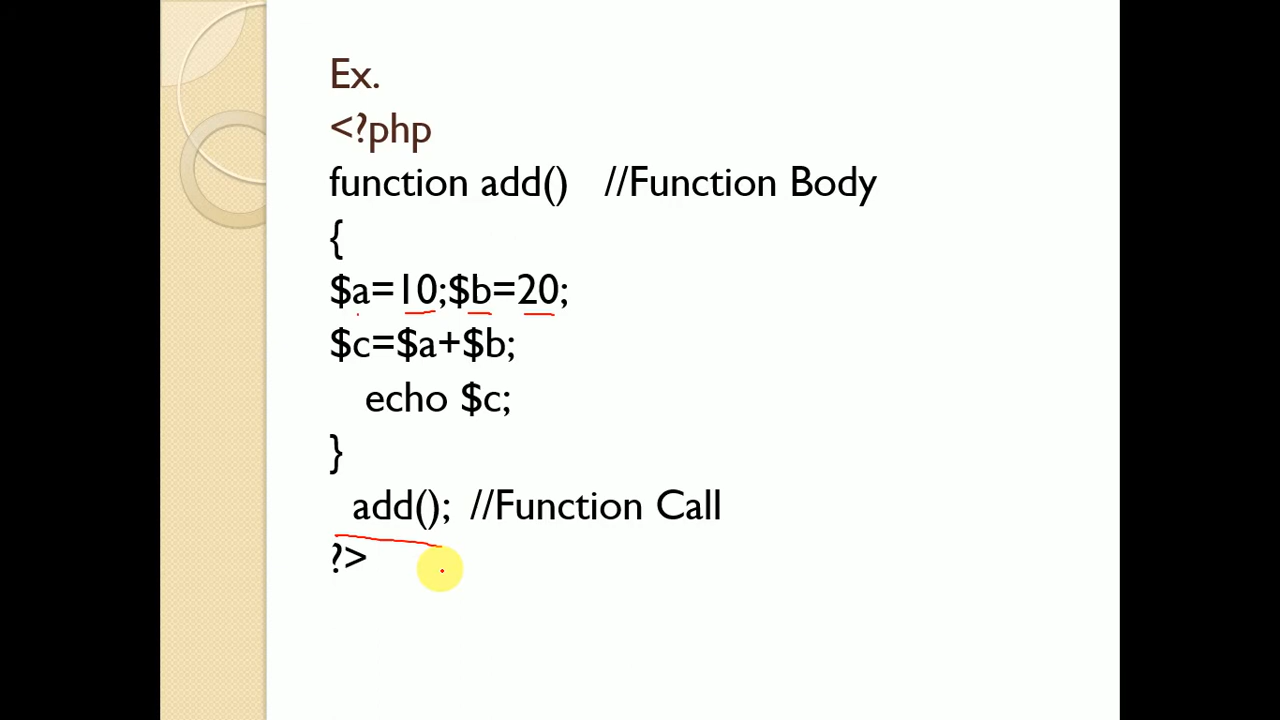 Ex.
<?php
function add()   //Function Body
{
$a=10;$b=20;
$c=$a+$b;
   echo $c;
}
  add();  //Function Call
?>